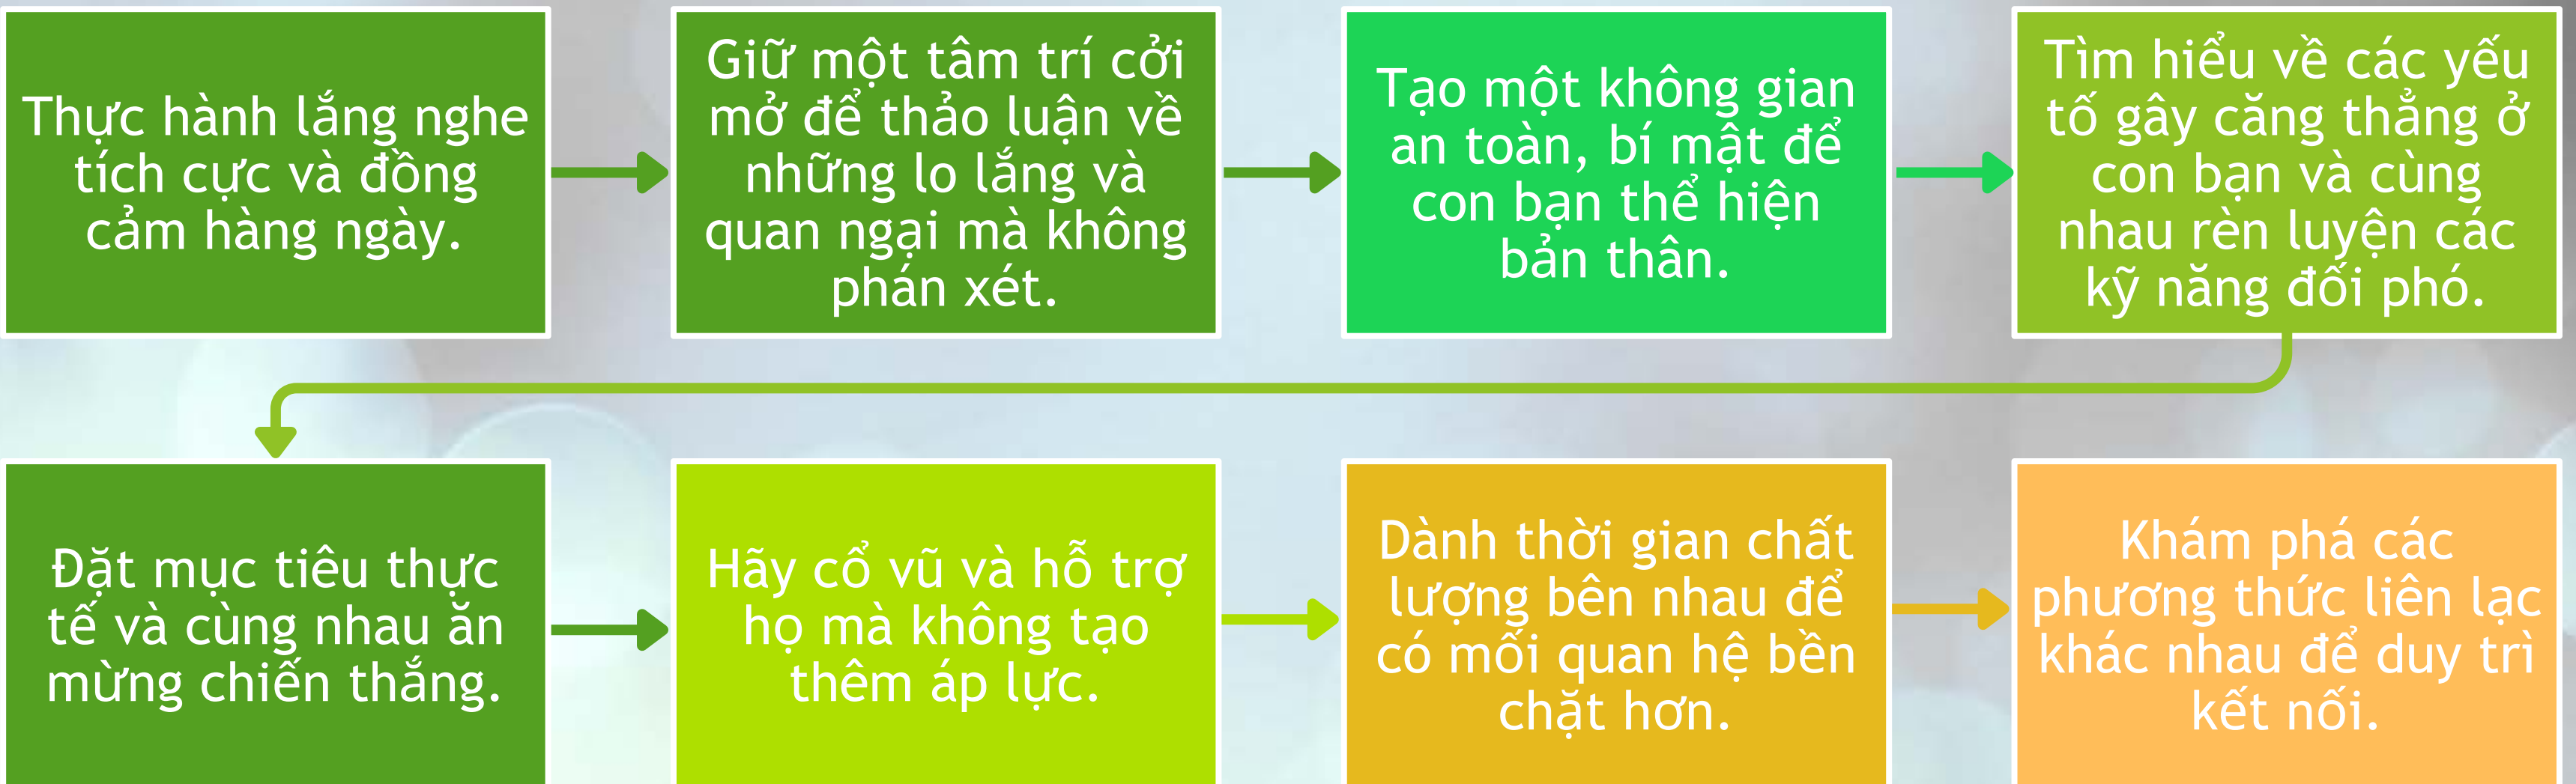 Thực hành lắng nghe
tích cực và đồng
cảm hàng ngày.
Giữ một tâm trí cởi
mở để thảo luận về
những lo lắng và
quan ngại mà không
phán xét.
Tạo một không gian
an toàn, bí mật để
con bạn thể hiện
bản thân.
Tìm hiểu về các yếu
tố gây căng thẳng ở
con bạn và cùng
nhau rèn luyện các
kỹ năng đối phó.
Đặt mục tiêu thực
tế và cùng nhau ăn
mừng chiến thắng.
Hãy cổ vũ và hỗ trợ
họ mà không tạo
thêm áp lực.
Dành thời gian chất
lượng bên nhau để
có mối quan hệ bền
chặt hơn.
Khám phá các
phương thức liên lạc
khác nhau để duy trì
kết nối.